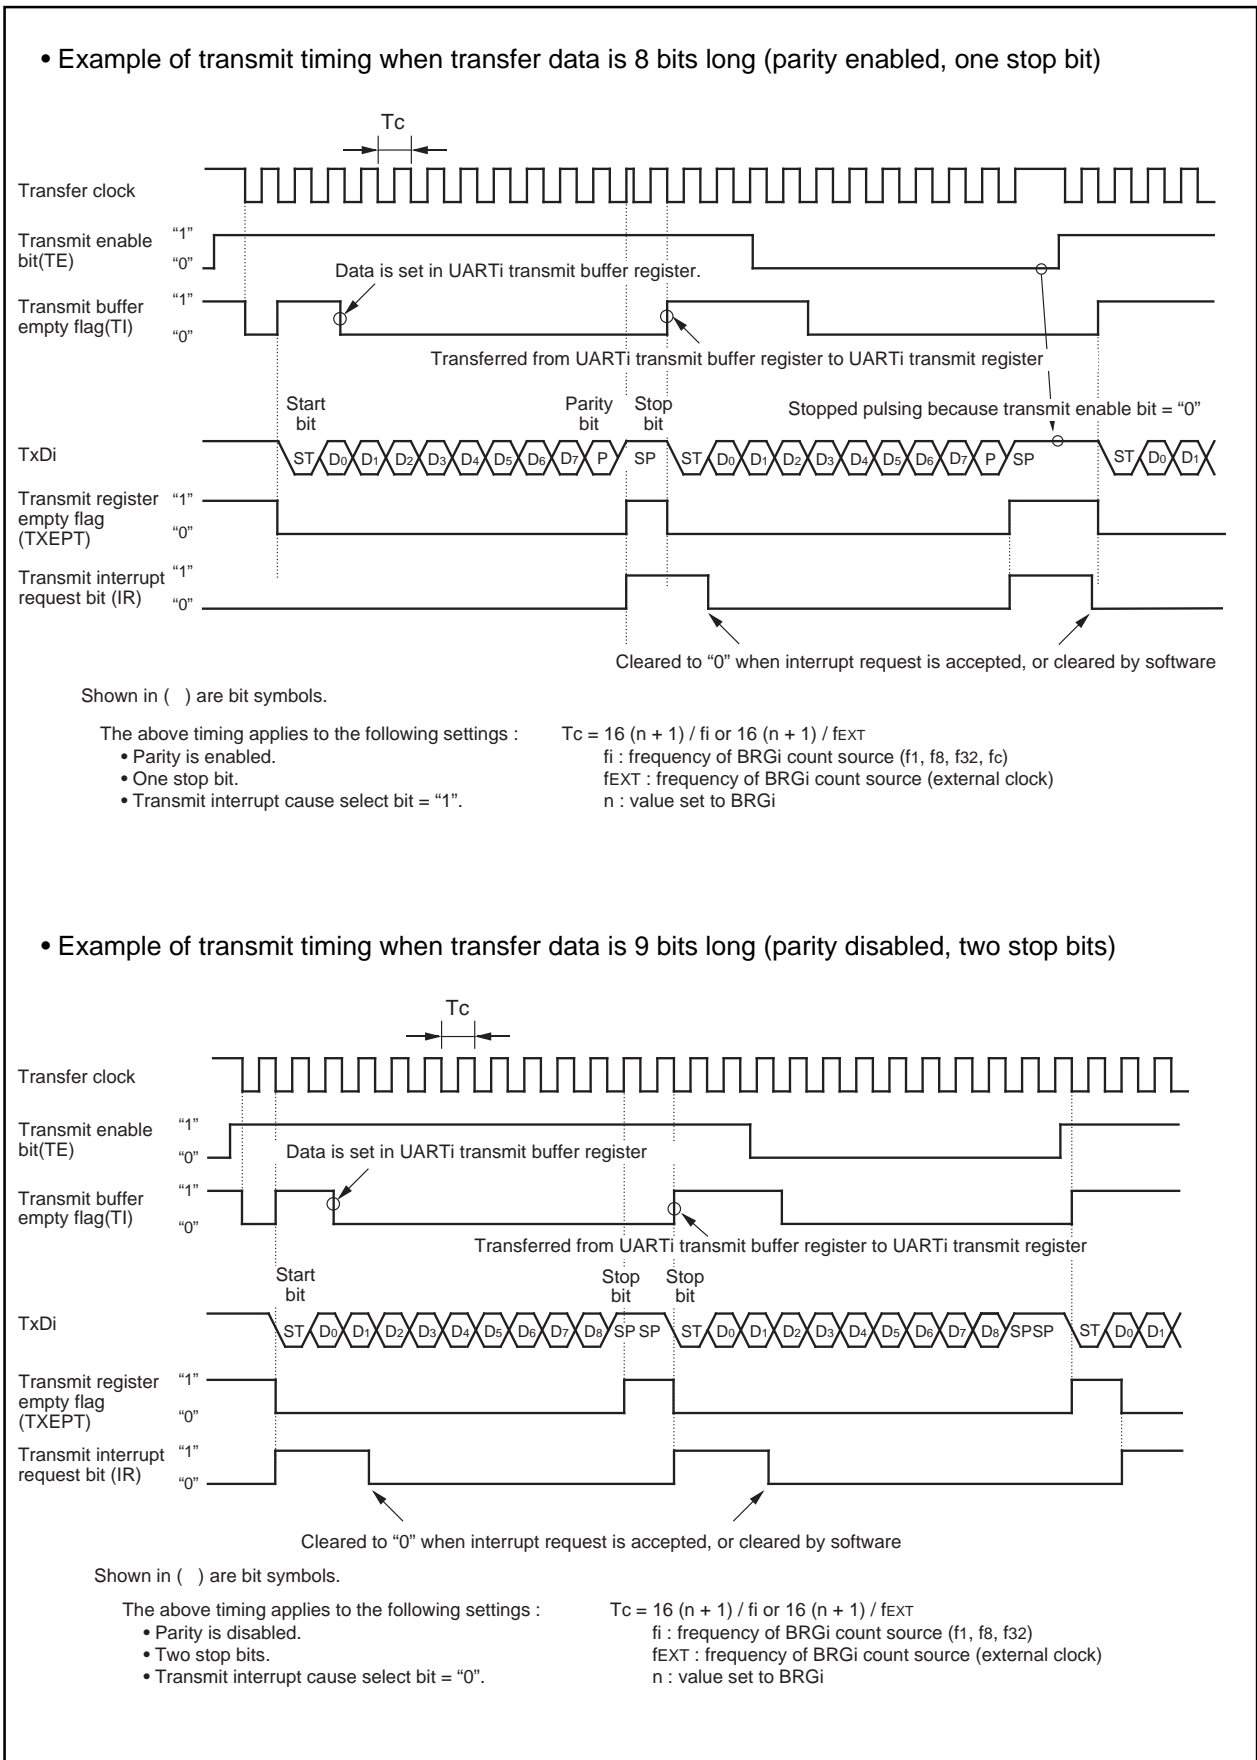 • Example of transmit timing when transfer data is 8 bits long (parity enabled, one stop bit)
Tc
Transfer clock
Transmit enable
bit(TE)
“1”
“0”
Data is set in UARTi transmit buffer register.
Transmit buffer
empty flag(TI)
“1”
“0”
Transferred from UARTi transmit buffer register to UARTi transmit register
Start
bit
Parity
bit
Stop
bit
Stopped pulsing because transmit enable bit = “0”
TxDi
ST D0 D1 D2 D3 D4 D5 D6 D7 P SP ST D0 D1 D2 D3 D4 D5 D6 D7 P SP ST D0 D1
Transmit register
empty flag
(TXEPT)
“1”
“0”
Transmit interrupt
request bit (IR)
“1”
“0”
Cleared to “0” when interrupt request is accepted, or cleared by software
Shown in ( ) are bit symbols.
The above timing applies to the following settings :
• Parity is enabled.
• One stop bit.
• Transmit interrupt cause select bit = “1”.
Tc = 16 (n + 1) / fi or 16 (n + 1) / fEXT
fi : frequency of BRGi count source (f1, f8, f32, fc)
fEXT : frequency of BRGi count source (external clock)
n : value set to BRGi
• Example of transmit timing when transfer data is 9 bits long (parity disabled, two stop bits)
Tc
Transfer clock
Transmit enable
bit(TE)
“1”
“0”
Data is set in UARTi transmit buffer register
Transmit buffer
empty flag(TI)
“1”
“0”
Transferred from UARTi transmit buffer register to UARTi transmit register
Start
bit
Stop
bit
Stop
bit
TxDi
ST D0 D1 D2 D3 D4 D5 D6 D7 D8 SP SP ST D0 D1 D2 D3 D4 D5 D6 D7 D8 SPSP ST D0 D1
Transmit register
empty flag
(TXEPT)
“1”
“0”
Transmit interrupt
request bit (IR)
“1”
“0”
Cleared to “0” when interrupt request is accepted, or cleared by software
Shown in ( ) are bit symbols.
The above timing applies to the following settings :
• Parity is disabled.
• Two stop bits.
• Transmit interrupt cause select bit = “0”.
Tc = 16 (n + 1) / fi or 16 (n + 1) / fEXT
fi : frequency of BRGi count source (f1, f8, f32)
fEXT : frequency of BRGi count source (external clock)
n : value set to BRGi